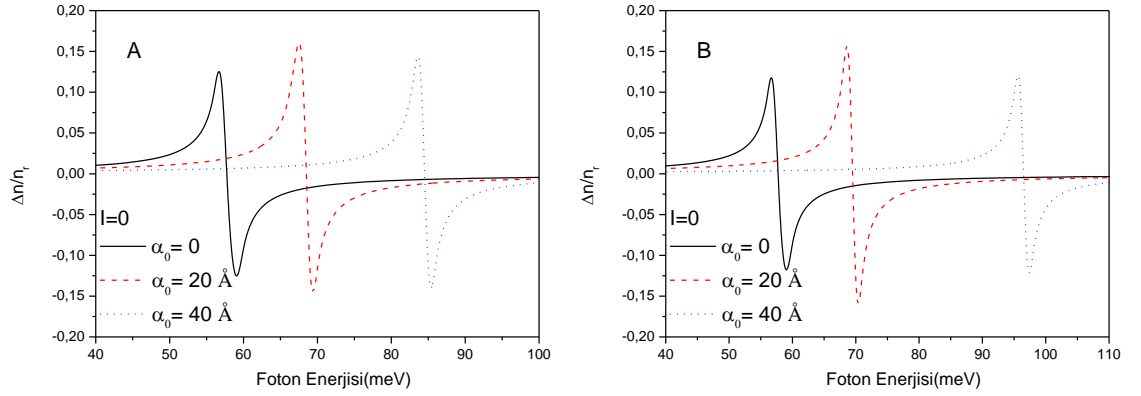 A
0,20
0,15
0,10
0,05
0,00
-0,05
-0,10
-0,15
-0,20
Δn/n_r
I=0
α_0= 0
α_0= 20 Å
α_0= 40 Å
40 50 60 70 80 90 100
Foton Enerjisi(meV)
B
0,20
0,15
0,10
0,05
0,00
-0,05
-0,10
-0,15
-0,20
Δn/n_r
I=0
α_0= 0
α_0= 20 Å
α_0= 40 Å
40 50 60 70 80 90 100 110
Foton Enerjisi(meV)